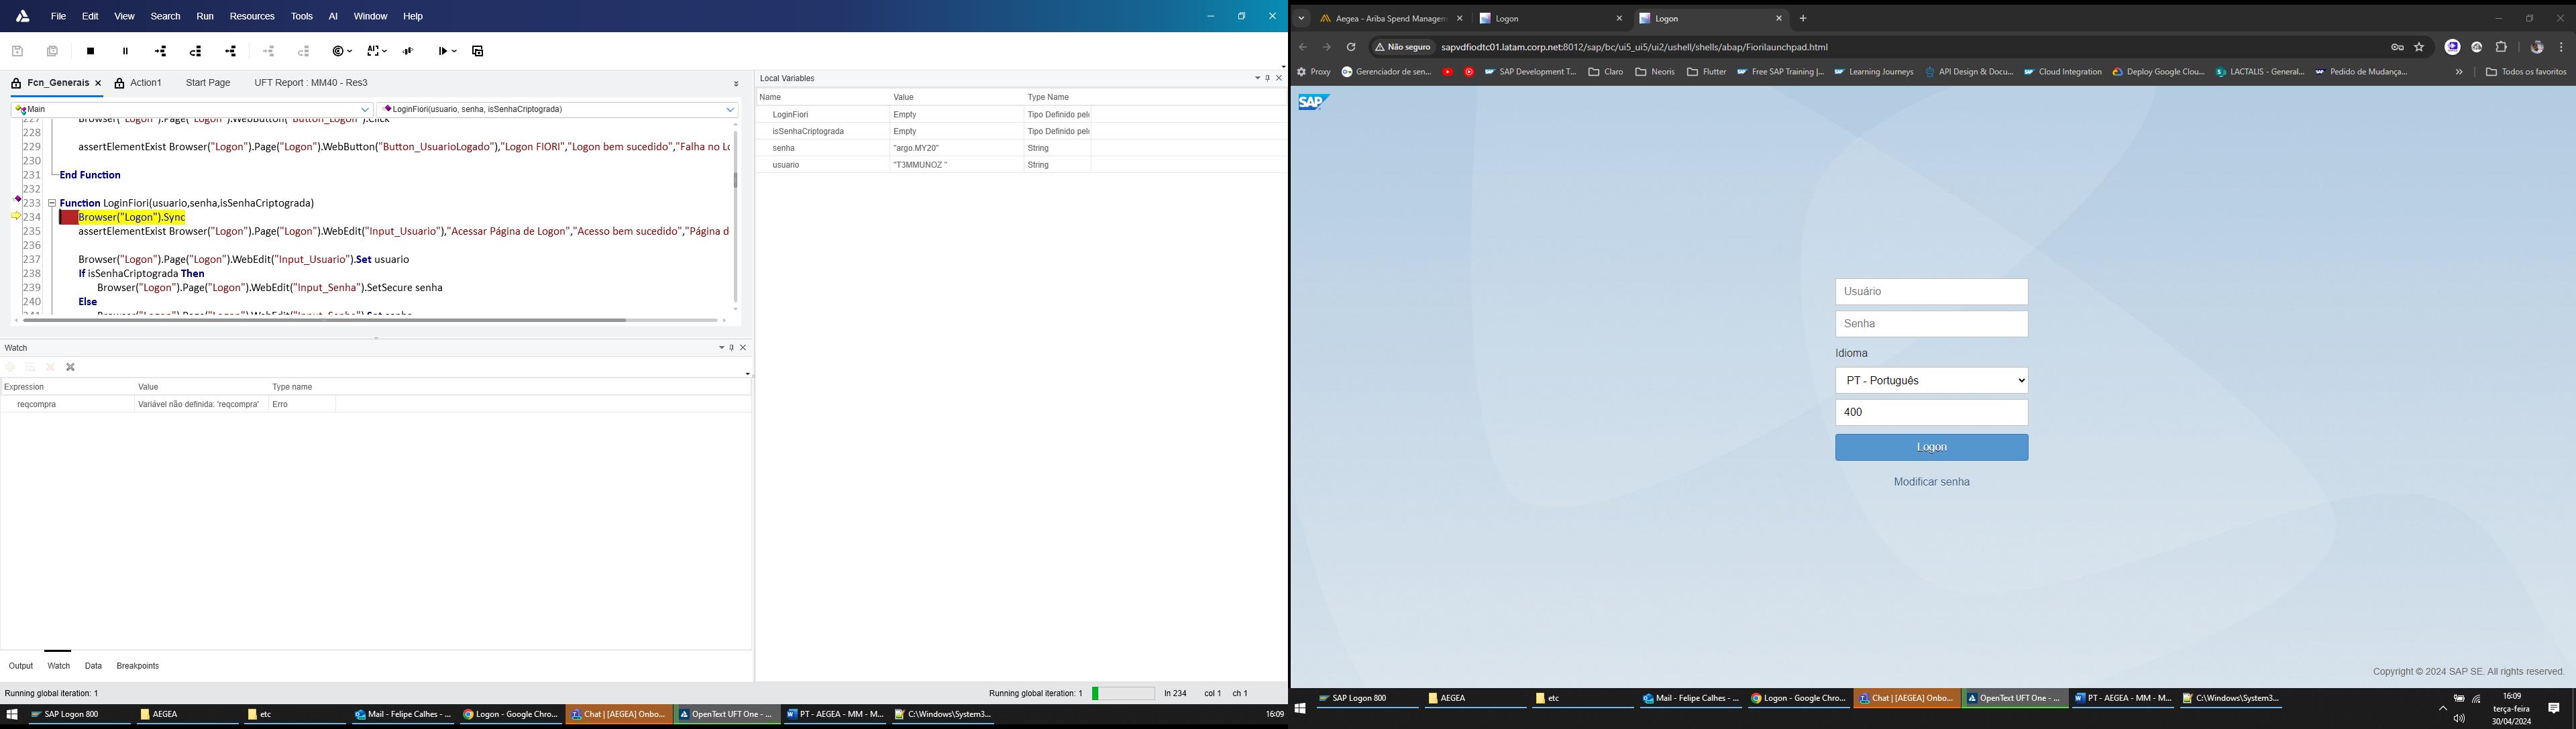 File Edit View Search Run Resources Tools AI Window Help
Fcn_Generais Action1 Start Page UFT Report : MM40 - Res3
Main LoginFiori(usuario, senha, isSenhaCriptograda)
227 Browser("Logon").Page("Logon").WebButton("Button_Logon").Click
228
229 assertElementExist Browser("Logon").Page("Logon").WebButton("Button_UsuarioLogado"),"Logon FIORI","Logon bem sucedido","Falha no Lo
230
231 End Function
232
233 Function LoginFiori(usuario,senha,isSenhaCriptograda)
234 Browser("Logon").Sync
235 assertElementExist Browser("Logon").Page("Logon").WebEdit("Input_Usuario"),"Acessar Página de Logon","Acesso bem sucedido","Página d
236
237 Browser("Logon").Page("Logon").WebEdit("Input_Usuario").Set usuario
238 If isSenhaCriptograda Then
239 Browser("Logon").Page("Logon").WebEdit("Input_Senha").SetSecure senha
240 Else
241 Browser("Logon").Page("Logon").WebEdit("Input_Senha").Set senha
Watch
Expression Value Type name
reqcompra Variável não definida: 'reqcompra' Erro
Output Watch Data Breakpoints
Running global iteration: 1
Local Variables
Name Value Type Name
LoginFiori Empty Tipo Definido pelo
isSenhaCriptograda Empty Tipo Definido pelo
senha "argo.MY20" String
usuario "T3MMUNOZ " String
Running global iteration: 1 ln 234 col 1 ch 1
SAP Logon 800 AEGEA etc Mail - Felipe Calhes - ... Logon - Google Chro... Chat | [AEGEA] Onbo... OpenText UFT One - ... PT - AEGEA - MM - M... C:\Windows\System3... 16:09
Aegea - Ariba Spend Managem Logon Logon
Não seguro sapvdfiodtc01.latam.corp.net:8012/sap/bc/ui5_ui5/ui2/ushell/shells/abap/Fiorilaunchpad.html
Proxy Gerenciador de sen... SAP Development T... Claro Neoris Flutter Free SAP Training |... Learning Journeys API Design & Docu... Cloud Integration Deploy Google Clou... LACTALIS - General... Pedido de Mudança... » Todos os favoritos
SAP
Usuário
Senha
Idioma
PT - Português
400
Logon
Modificar senha
Copyright © 2024 SAP SE. All rights reserved.
SAP Logon 800 AEGEA etc Mail - Felipe Calhes - ... Logon - Google Chro... Chat | [AEGEA] Onbo... OpenText UFT One - ... PT - AEGEA - MM - M... C:\Windows\System3...
16:09
terça-feira
30/04/2024